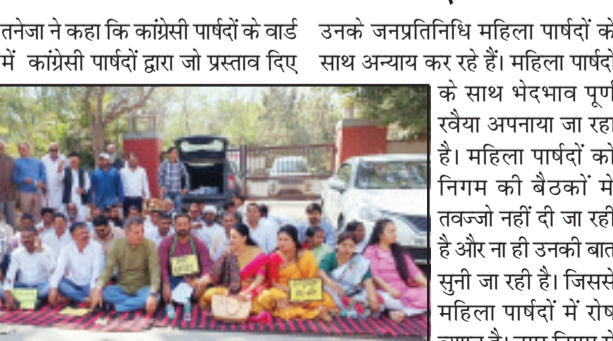 तनेजा ने कहा कि कांग्रेसी पार्षदों के वार्ड
में कांग्रेसी पार्षदों द्वारा जो प्रस्ताव दिए
उनके जनप्रतिनिधि महिला पार्षदों को
साथ अन्याय कर रहे हैं। महिला पार्षदों
के साथ भेदभाव पूर्ण
रवैया अपनाया जा रहा
है। महिला पार्षदों को
निगम की बैठकों में
तवज्जो नहीं दी जा रही
है और ना ही उनकी बात
सुनी जा रही है। जिससे
महिला पार्षदों में रोष